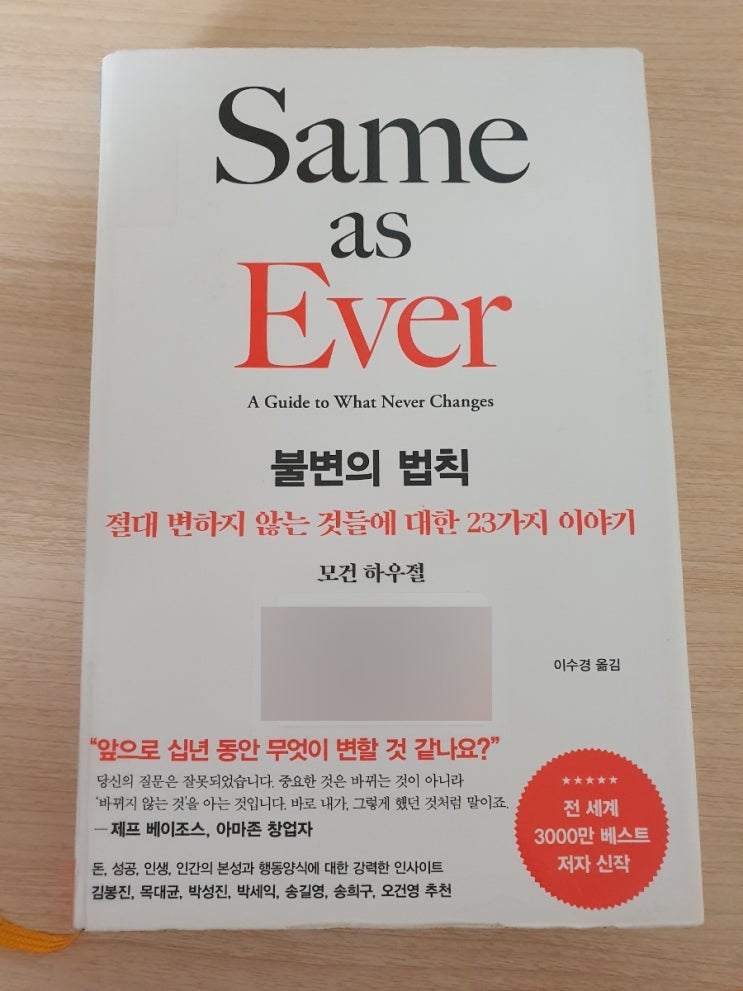 Same
as
Ever
A Guide to What Never Changes
불변의 법칙
절대 변하지 않는 것들에 대한 23가지 이야기
모건 하우절
이수경 옮김
“앞으로 십년 동안 무엇이 변할 것 같나요?”
당신의 질문은 잘못되었습니다. 중요한 것은 바뀌는 것이 아니라
‘바뀌지 않는 것’을 아는 것입니다. 바로 내가, 그렇게 했던 것처럼 말이죠.
― 제프 베이조스, 아마존 창업자
돈, 성공, 인생, 인간의 본성과 행동양식에 대한 강력한 인사이트
김봉진, 목대균, 박성진, 박세익, 송길영, 송희구, 오건영 추천
★★★★★
전 세계
3000만 베스트
저자 신작